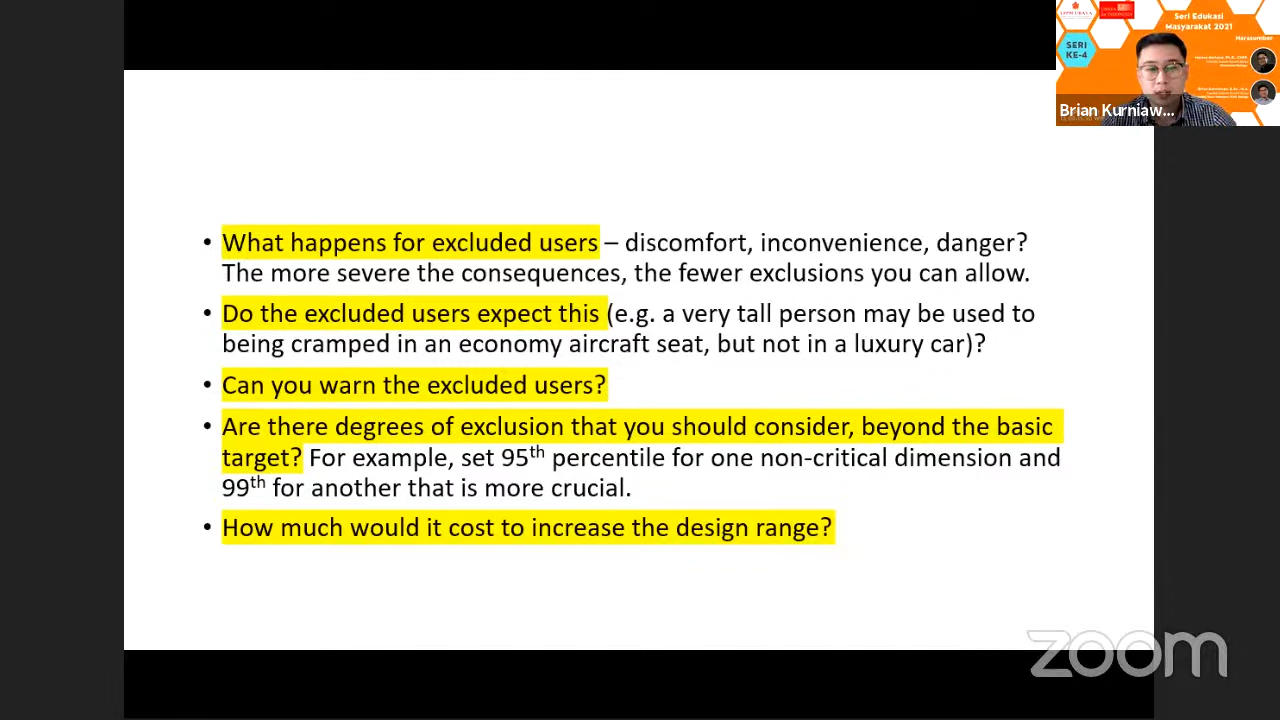 Seri Edukasi
Masyarakat 2021
Narasumber
SERI
KE-4
Brian Kurniaw...
• What happens for excluded users – discomfort, inconvenience, danger?
The more severe the consequences, the fewer exclusions you can allow.
• Do the excluded users expect this (e.g. a very tall person may be used to
being cramped in an economy aircraft seat, but not in a luxury car)?
• Can you warn the excluded users?
• Are there degrees of exclusion that you should consider, beyond the basic
target? For example, set 95th percentile for one non-critical dimension and
99th for another that is more crucial.
• How much would it cost to increase the design range?
zoom